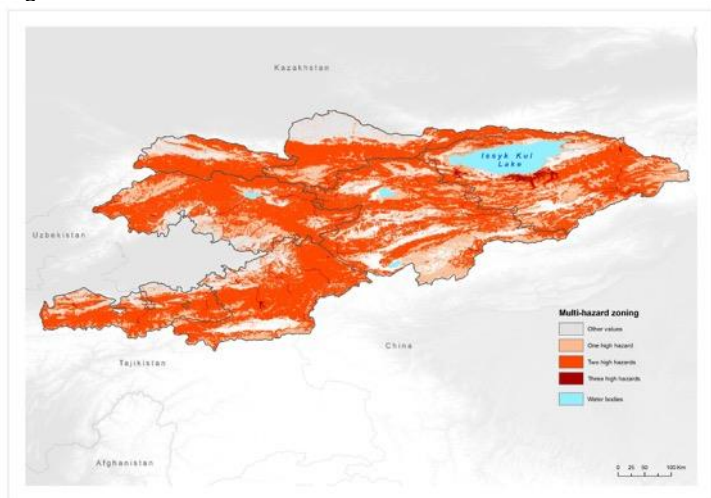 Kazakhstan
Issyk Kul
Lake
Uzbekistan
Multi-hazard zoning
Other values
One high hazard
Two high hazards
Three high hazards
Water bodies
China
Tajikistan
Afghanistan
0 25 50 100 Km